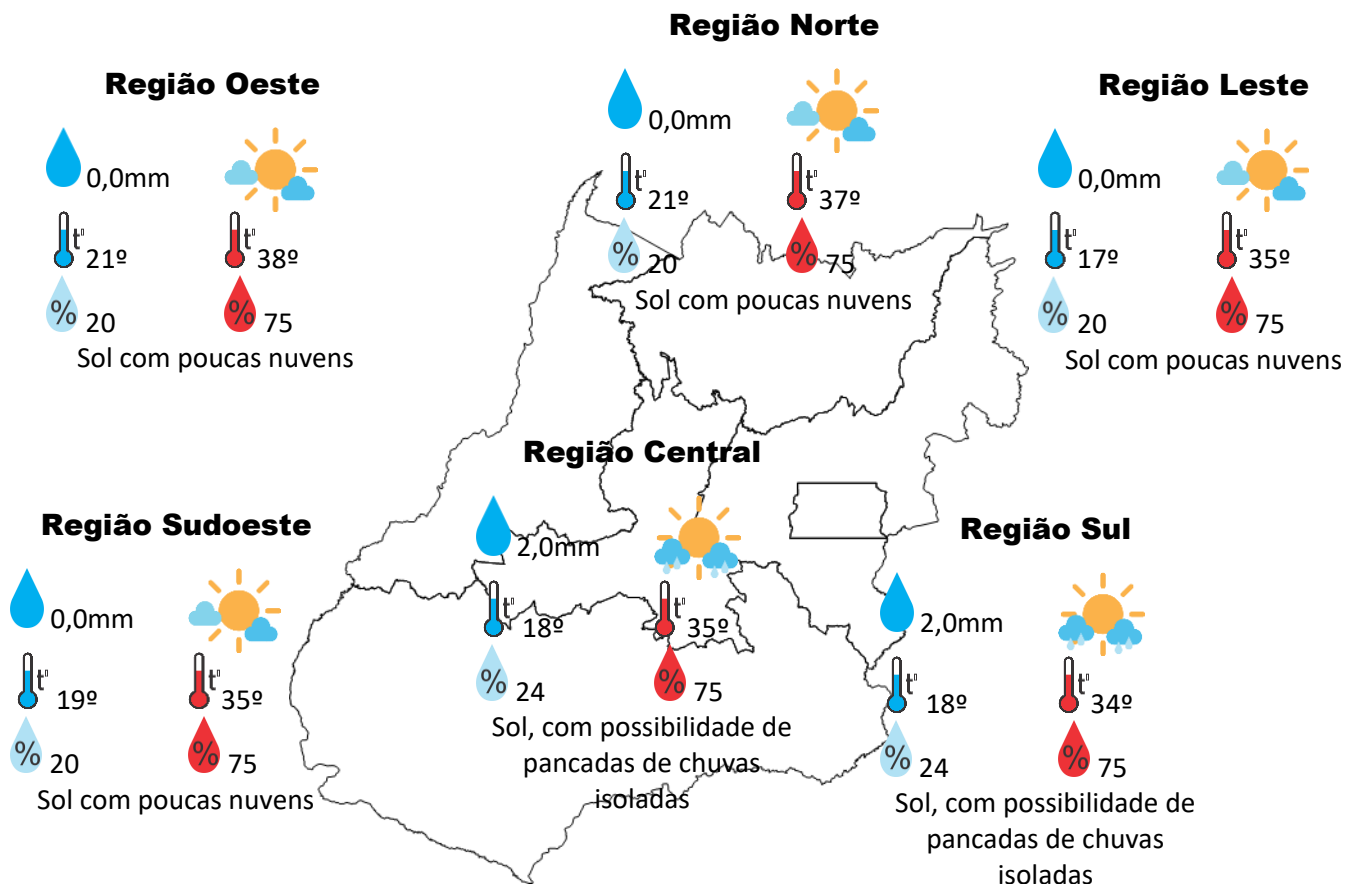 Região Norte
0,0mm
t°
21º
t°
37º
%
20
%
75
Sol com poucas nuvens
Região Oeste
0,0mm
t°
21º
t°
38º
%
20
%
75
Sol com poucas nuvens
Região Leste
0,0mm
t°
17º
t°
35º
%
20
%
75
Sol com poucas nuvens
Região Central
2,0mm
t°
18º
t°
35º
%
24
%
75
Sol, com possibilidade de
pancadas de chuvas
isoladas
Região Sudoeste
0,0mm
t°
19º
t°
35º
%
20
%
75
Sol com poucas nuvens
Região Sul
2,0mm
t°
18º
t°
34º
%
24
%
75
Sol, com possibilidade de
pancadas de chuvas
isoladas